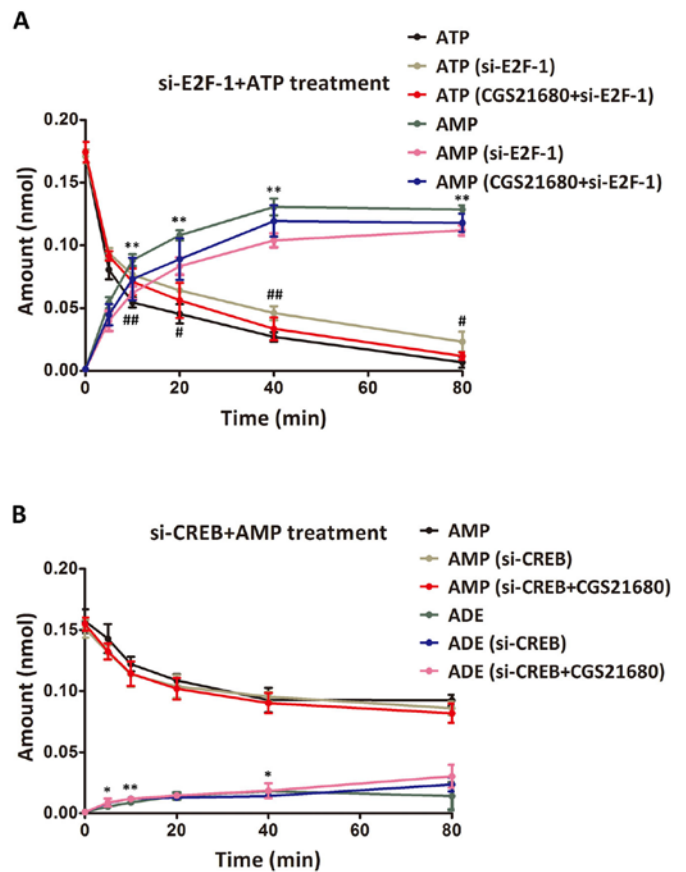 A
ATP
ATP (si-E2F-1)
ATP (CGS21680+si-E2F-1)
AMP
AMP (si-E2F-1)
AMP (CGS21680+si-E2F-1)
si-E2F-1+ATP treatment
Amount (nmol)
0.20
0.15
0.10
0.05
0.00
** ** ** **
## # ## #
0 20 40 60 80
Time (min)
B
AMP
AMP (si-CREB)
AMP (si-CREB+CGS21680)
ADE
ADE (si-CREB)
ADE (si-CREB+CGS21680)
si-CREB+AMP treatment
Amount (nmol)
0.20
0.15
0.10
0.05
0.00
* ** *
0 20 40 60 80
Time (min)